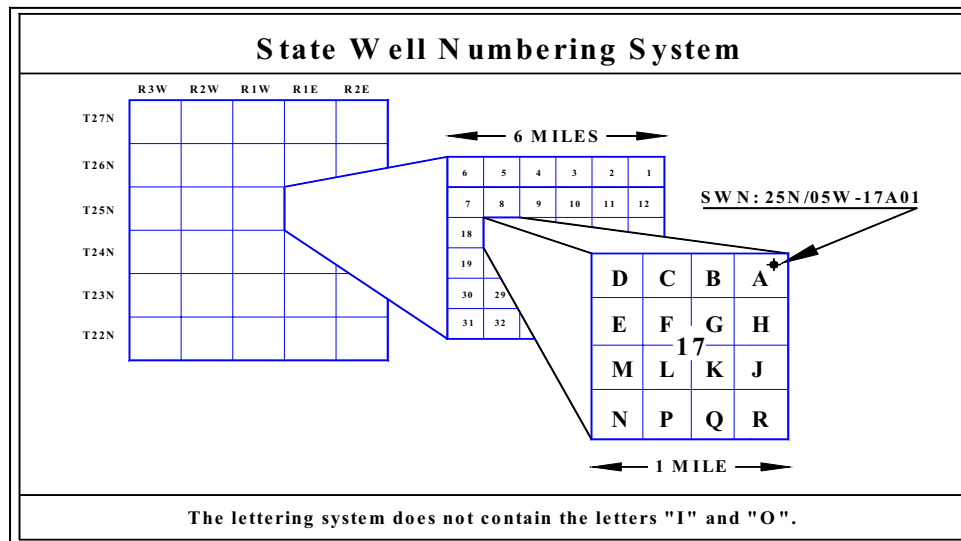 State Well Numbering System
R3W R2W R1W R1E R2E
T27N
T26N
T25N
T24N
T23N
T22N
6 MILES
6 5 4 3 2 1
7 8 9 10 11 12
18
19
30 29
31 32
SWN: 25N/05W-17A01
D C B A
E F G H
17
M L K J
N P Q R
1 MILE
The lettering system does not contain the letters "I" and "O".